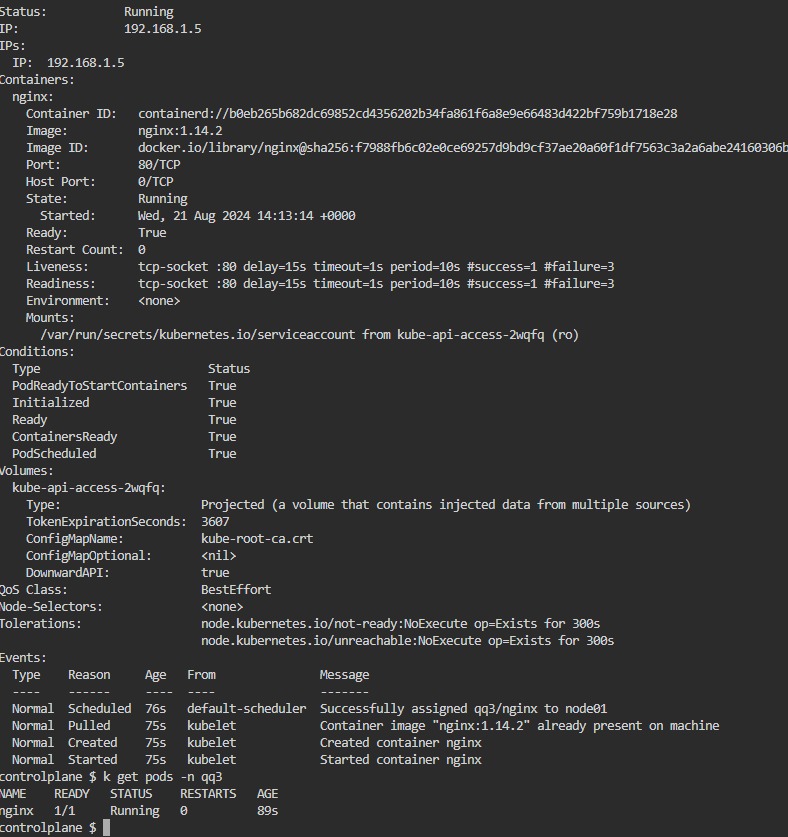 Status:           Running
IP:               192.168.1.5
IPs:
  IP:  192.168.1.5
Containers:
  nginx:
    Container ID:   containerd://b0eb265b682dc69852cd4356202b34fa861f6a8e9e66483d422bf759b1718e28
    Image:          nginx:1.14.2
    Image ID:       docker.io/library/nginx@sha256:f7988fb6c02e0ce69257d9bd9cf37ae20a60f1df7563c3a2a6abe24160306b
    Port:           80/TCP
    Host Port:      0/TCP
    State:          Running
      Started:      Wed, 21 Aug 2024 14:13:14 +0000
    Ready:          True
    Restart Count:  0
    Liveness:       tcp-socket :80 delay=15s timeout=1s period=10s #success=1 #failure=3
    Readiness:      tcp-socket :80 delay=15s timeout=1s period=10s #success=1 #failure=3
    Environment:    <none>
    Mounts:
      /var/run/secrets/kubernetes.io/serviceaccount from kube-api-access-2wqfq (ro)
Conditions:
  Type                        Status
  PodReadyToStartContainers   True
  Initialized                 True
  Ready                       True
  ContainersReady             True
  PodScheduled                True
Volumes:
  kube-api-access-2wqfq:
    Type:                    Projected (a volume that contains injected data from multiple sources)
    TokenExpirationSeconds:  3607
    ConfigMapName:           kube-root-ca.crt
    ConfigMapOptional:       <nil>
    DownwardAPI:             true
QoS Class:                   BestEffort
Node-Selectors:              <none>
Tolerations:                 node.kubernetes.io/not-ready:NoExecute op=Exists for 300s
                             node.kubernetes.io/unreachable:NoExecute op=Exists for 300s
Events:
  Type    Reason     Age   From               Message
  ----    ------     ----  ----               -------
  Normal  Scheduled  76s   default-scheduler  Successfully assigned qq3/nginx to node01
  Normal  Pulled     75s   kubelet            Container image "nginx:1.14.2" already present on machine
  Normal  Created    75s   kubelet            Created container nginx
  Normal  Started    75s   kubelet            Started container nginx
controlplane $ k get pods -n qq3
NAME    READY   STATUS    RESTARTS   AGE
nginx   1/1     Running   0          89s
controlplane $